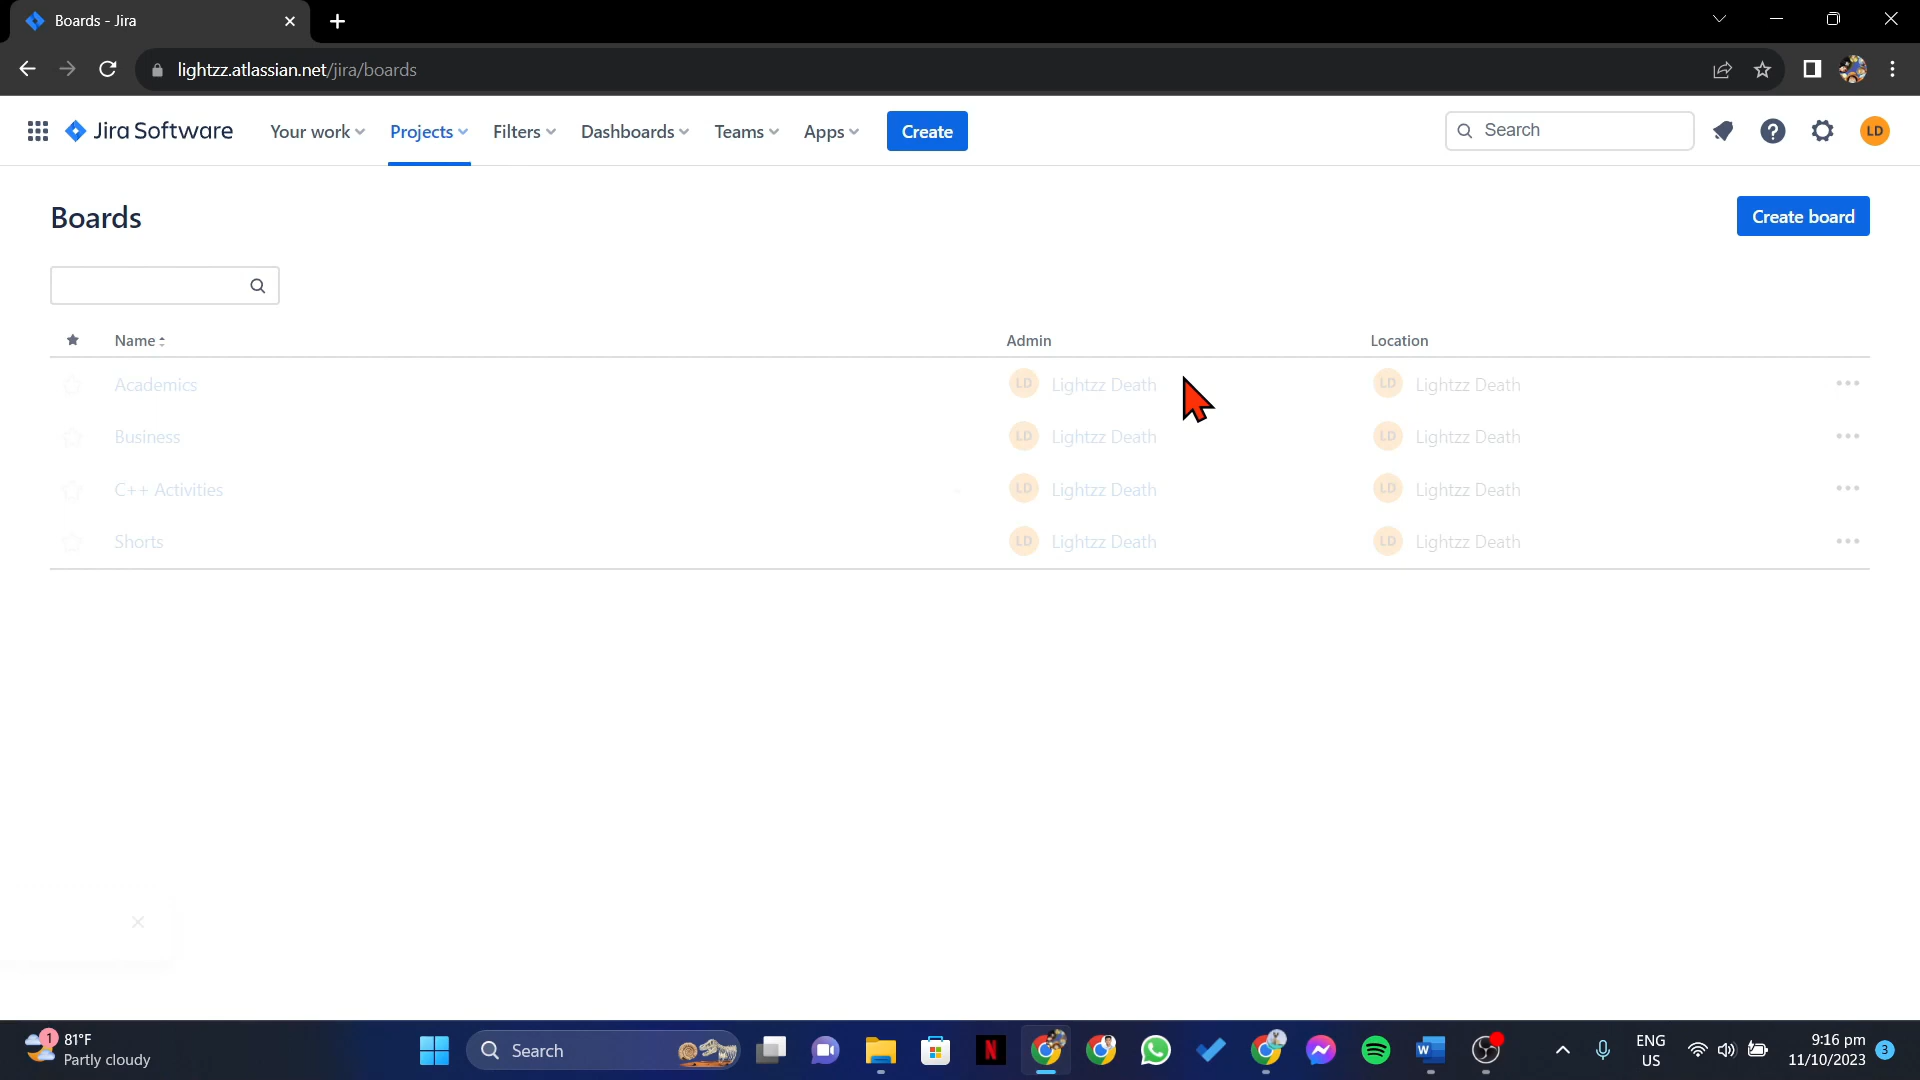 Boards - Jira
lightzz.atlassian.net/jira/boards
Jira Software Your work Projects Filters Dashboards Teams Apps Create Search LD
Boards Create board
Name Admin Location
Academics LD Lightzz Death LD Lightzz Death
Business LD Lightzz Death LD Lightzz Death
C++ Activities LD Lightzz Death LD Lightzz Death
Shorts LD Lightzz Death LD Lightzz Death
1 81°F
Partly cloudy
Search
N
W
ENG
US
9:16 pm
11/10/2023
3